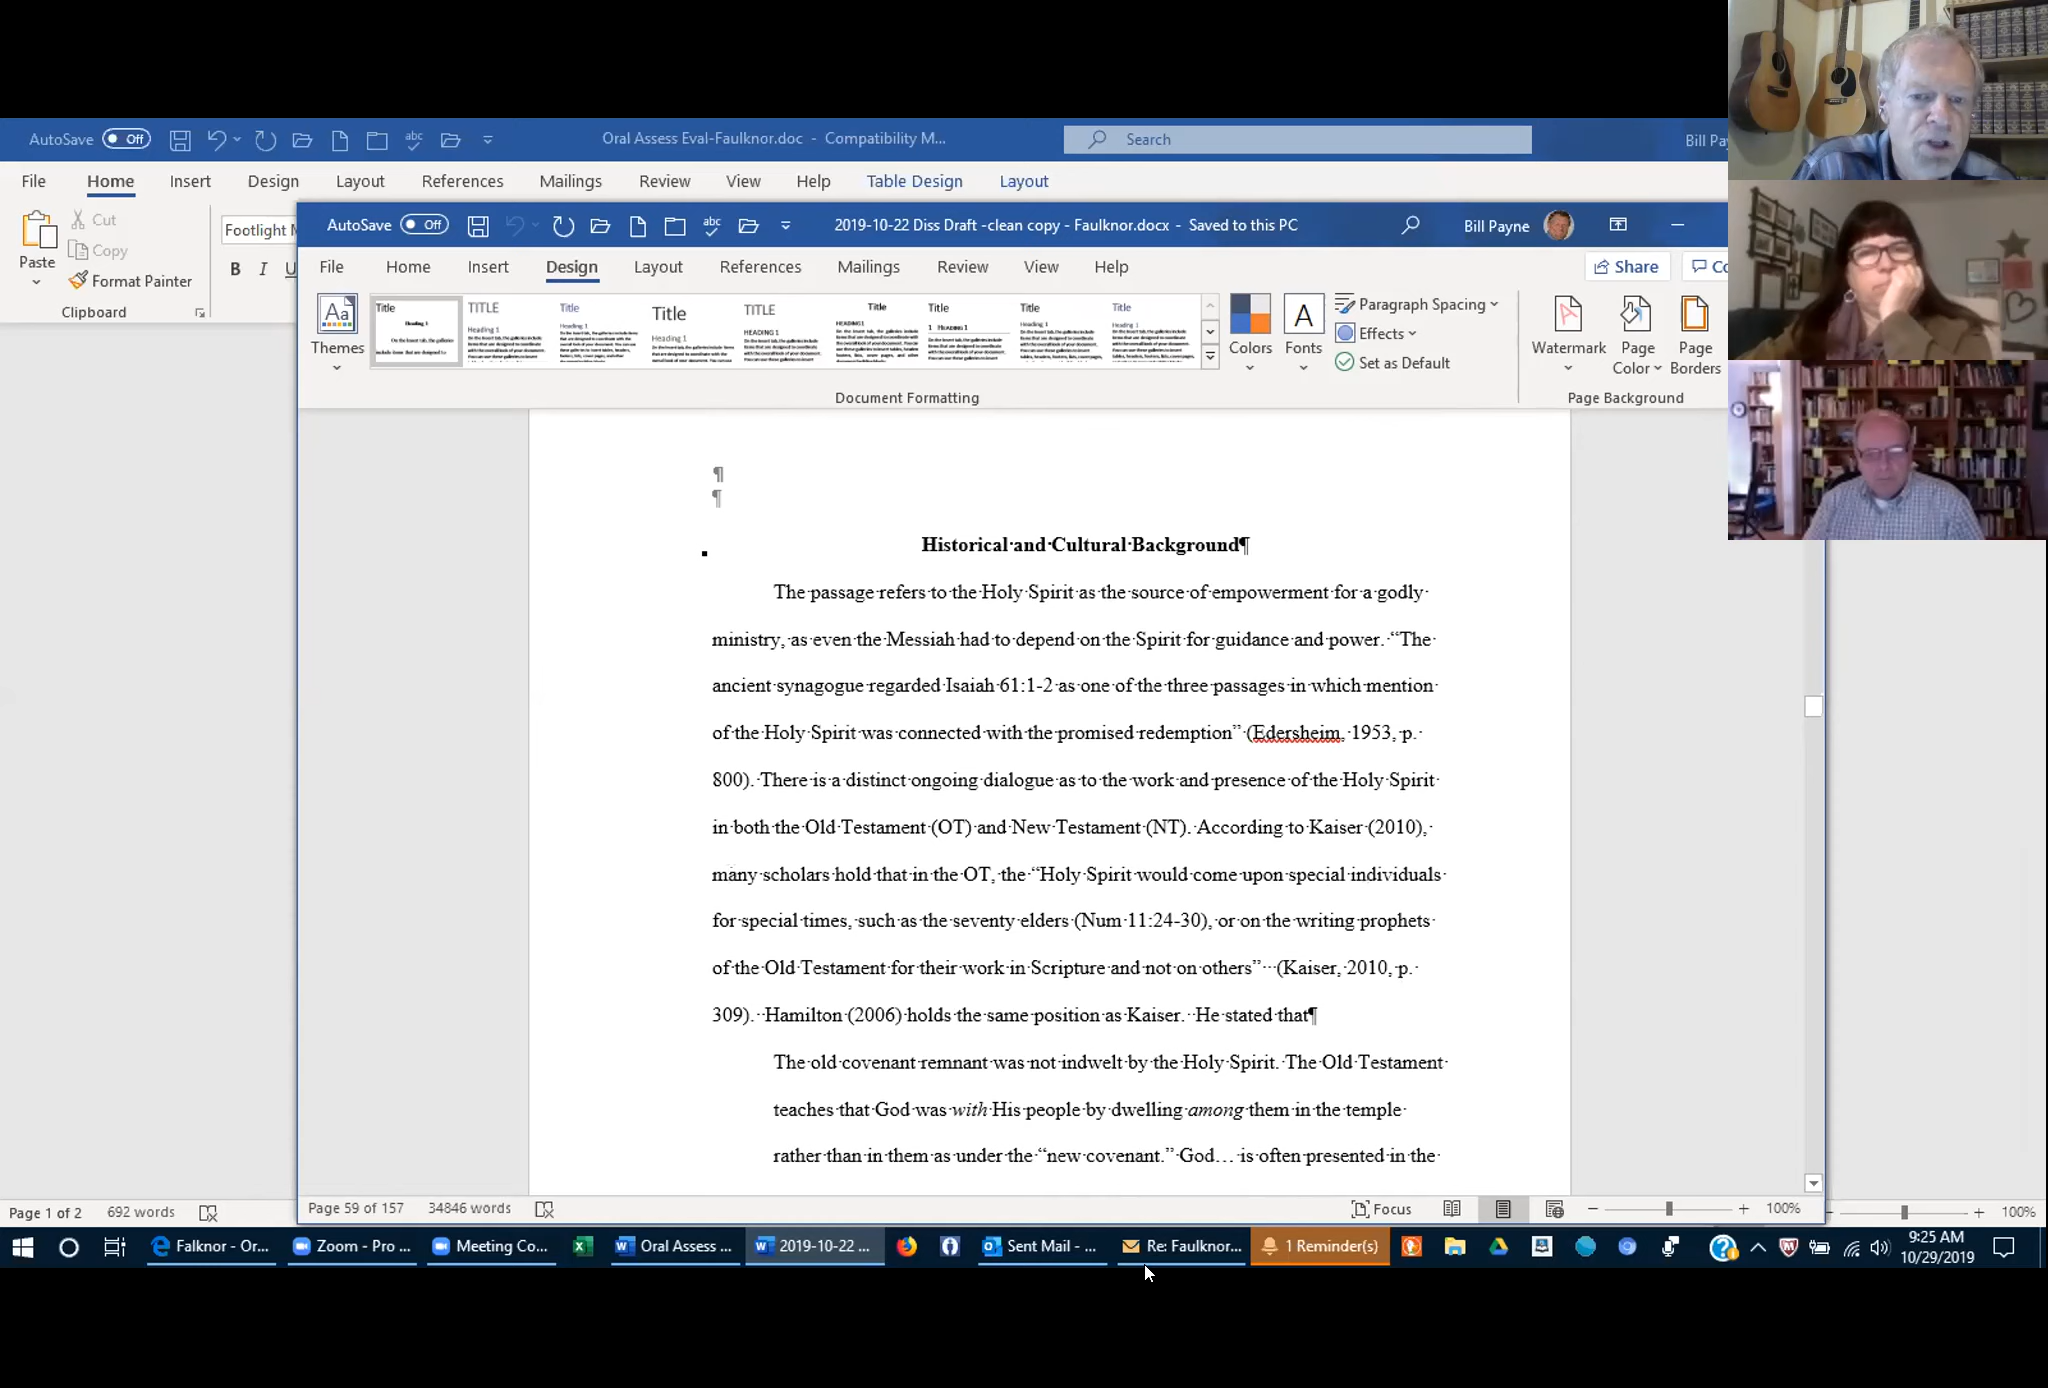 AutoSave Off Oral Assess Eval-Faulknor.doc - Compatibility M... Search Bill Pay
File Home Insert Design Layout References Mailings Review View Help Table Design Layout
Paste
Cut
Copy
Format Painter
Clipboard
Footlight M
B I U
AutoSave Off 2019-10-22 Diss Draft -clean copy - Faulknor.docx - Saved to this PC Bill Payne
File Home Insert Design Layout References Mailings Review View Help Share Co
Themes
Colors
Fonts
Paragraph Spacing
Effects
Set as Default
Watermark
Page Color
Page Borders
Document Formatting Page Background
¶
¶
Historical·and·Cultural·Background¶
The passage refers to the Holy Spirit as the source of empowerment for a godly
ministry, as even the Messiah had to depend on the Spirit for guidance and power. “The
ancient synagogue regarded Isaiah 61:1-2 as one of the three passages in which mention
of the Holy Spirit was connected with the promised redemption” (Edersheim, 1953, p.
800). There is a distinct ongoing dialogue as to the work and presence of the Holy Spirit
in both the Old Testament (OT) and New Testament (NT). According to Kaiser (2010),
many scholars hold that in the OT, the “Holy Spirit would come upon special individuals
for special times, such as the seventy elders (Num 11:24-30), or on the writing prophets
of the Old Testament for their work in Scripture and not on others” (Kaiser, 2010, p.
309). Hamilton (2006) holds the same position as Kaiser. He stated that¶
The old covenant remnant was not indwelt by the Holy Spirit. The Old Testament
teaches that God was with His people by dwelling among them in the temple
rather than in them as under the “new covenant.” God… is often presented in the
Page 59 of 157 34846 words Focus 100%
Page 1 of 2 692 words 100%
Falknor - Or... Zoom - Pro ... Meeting Co... Oral Assess ... 2019-10-22 ... Sent Mail - ... Re: Faulknor... 1 Reminder(s)
9:25 AM
10/29/2019